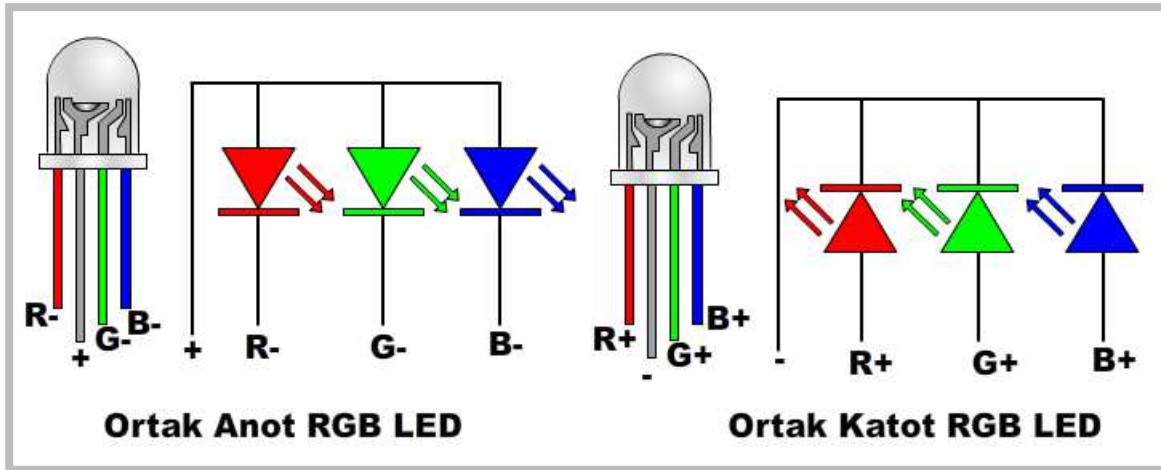 R-
+
G-
B-
+
R-
G-
B-
R+
-
G+
B+
-
R+
G+
B+
Ortak Anot RGB LED
Ortak Katot RGB LED